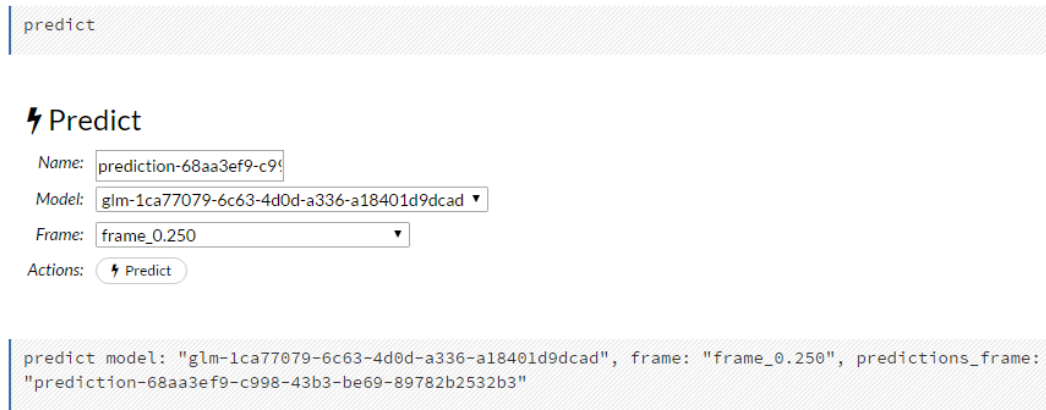 predict
Predict
Name: prediction-68aa3ef9-c99
Model: glm-1ca77079-6c63-4d0d-a336-a18401d9dcad
Frame: frame_0.250
Actions: Predict
predict model: "glm-1ca77079-6c63-4d0d-a336-a18401d9dcad", frame: "frame_0.250", predictions_frame:
"prediction-68aa3ef9-c998-43b3-be69-89782b2532b3"